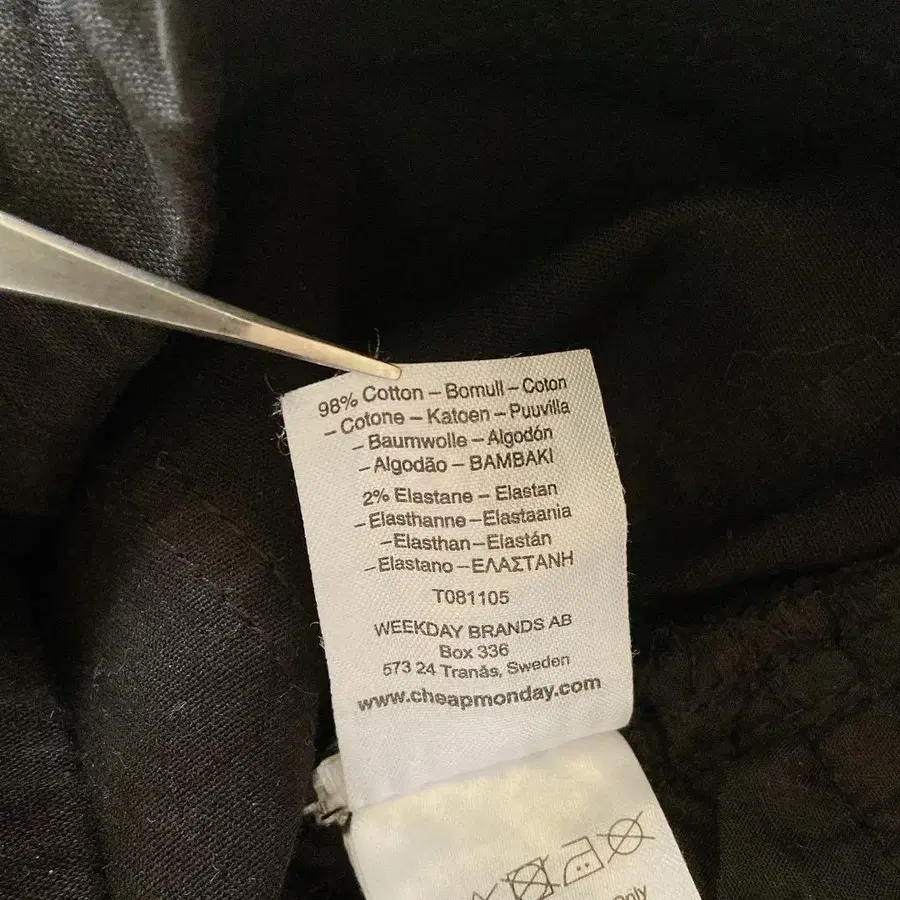 98% Cotton – Bomull – Coton
– Cotone – Katoen – Puuvilla
– Baumwolle – Algodón
– Algodão – BAMBAKI
2% Elastane – Elastan
– Elasthanne – Elastaania
– Elasthan – Elastán
– Elastano – ΕΛΑΣΤΑΝΗ
T081105
WEEKDAY BRANDS AB
Box 336
573 24 Tranås, Sweden
www.cheapmonday.com
Only